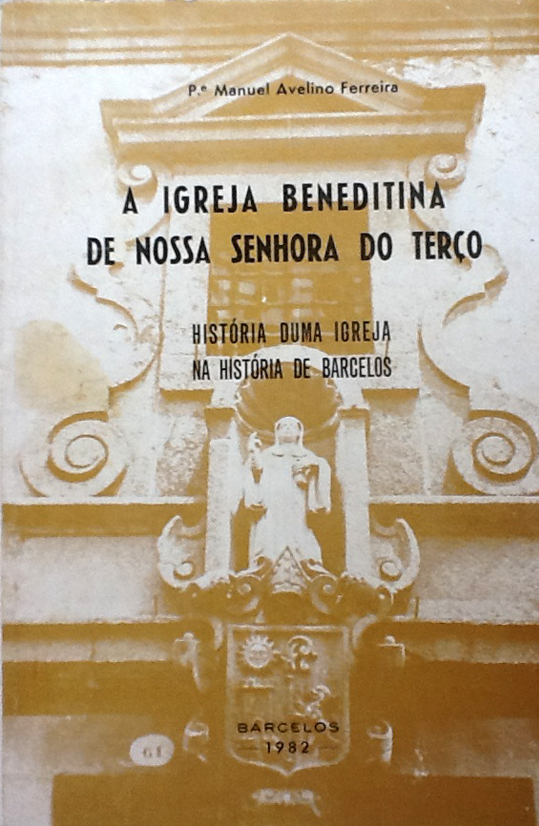 P.e Manuel Avelino Ferreira
A IGREJA BENEDITINA
DE NOSSA SENHORA DO TERÇO
HISTÓRIA DUMA IGREJA
NA HISTÓRIA DE BARCELOS
BARCELOS
— 1982 —
61